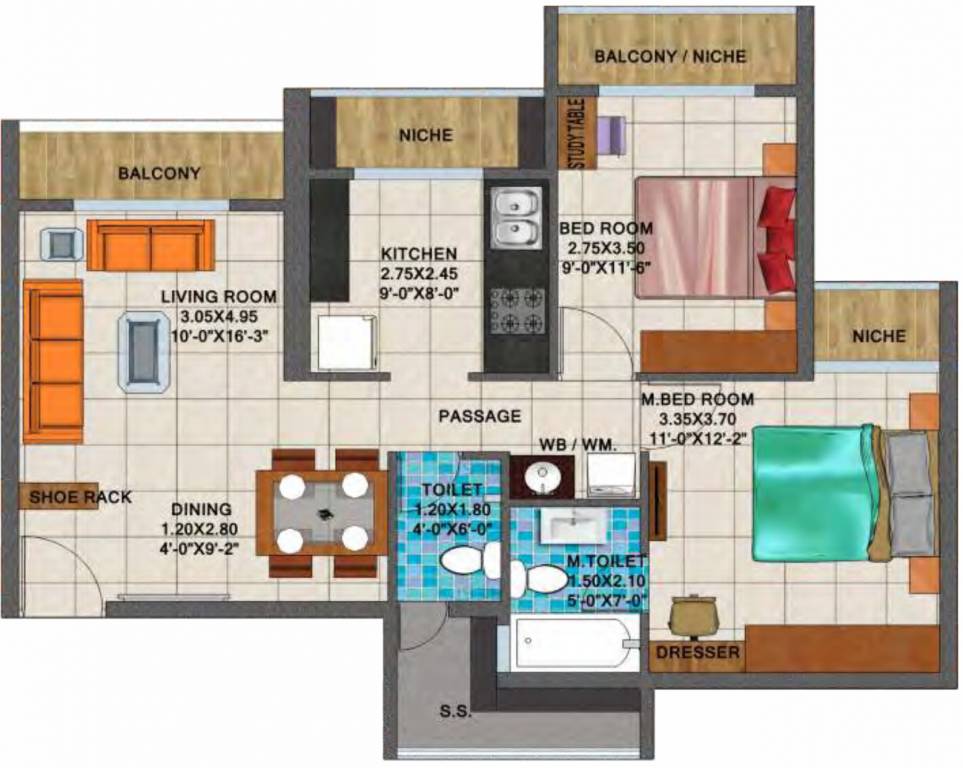 BALCONY / NICHE
NICHE
BALCONY
STUDY TABLE
BED ROOM
2.75X3.50
9'-0"X11'-6"
KITCHEN
2.75X2.45
9'-0"X8'-0"
LIVING ROOM
3.05X4.95
10'-0"X16'-3"
NICHE
M.BED ROOM
3.35X3.70
11'-0"X12'-2"
PASSAGE
WB / WM.
SHOE RACK
DINING
1.20X2.80
4'-0"X9'-2"
TOILET
1.20X1.80
4'-0"X6'-0"
M.TOILET
1.50X2.10
5'-0"X7'-0"
DRESSER
S.S.